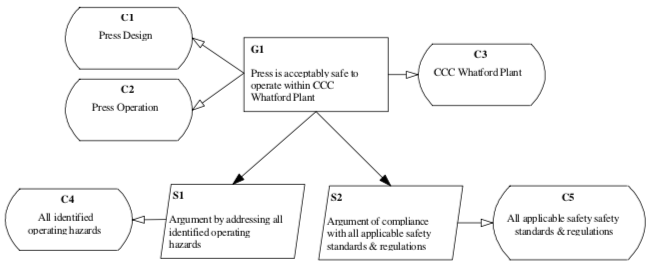 C1
Press Design
C2
Press Operation
G1
Press is acceptably safe to
operate within CCC
Whatford Plant
C3
CCC Whatford Plant
C4
All identified
operating hazards
S1
Argument by addressing all
identified operating
hazards
S2
Argument of compliance
with all applicable safety
standards & regulations
C5
All applicable safety safety
standards & regulations